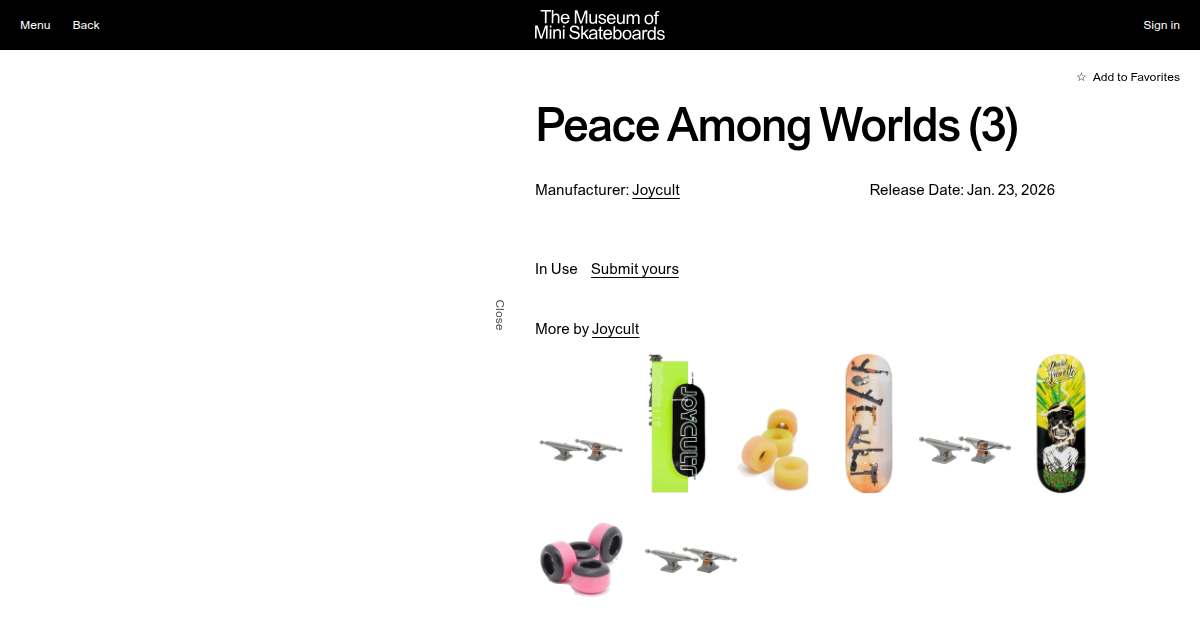 Menu
Back
The Museum of
Mini Skateboards
Sign in
☆ Add to Favorites
Peace Among Worlds (3)
Manufacturer: Joycult
Release Date: Jan. 23, 2026
In Use
Submit yours
Close
More by Joycult
JOYCULT